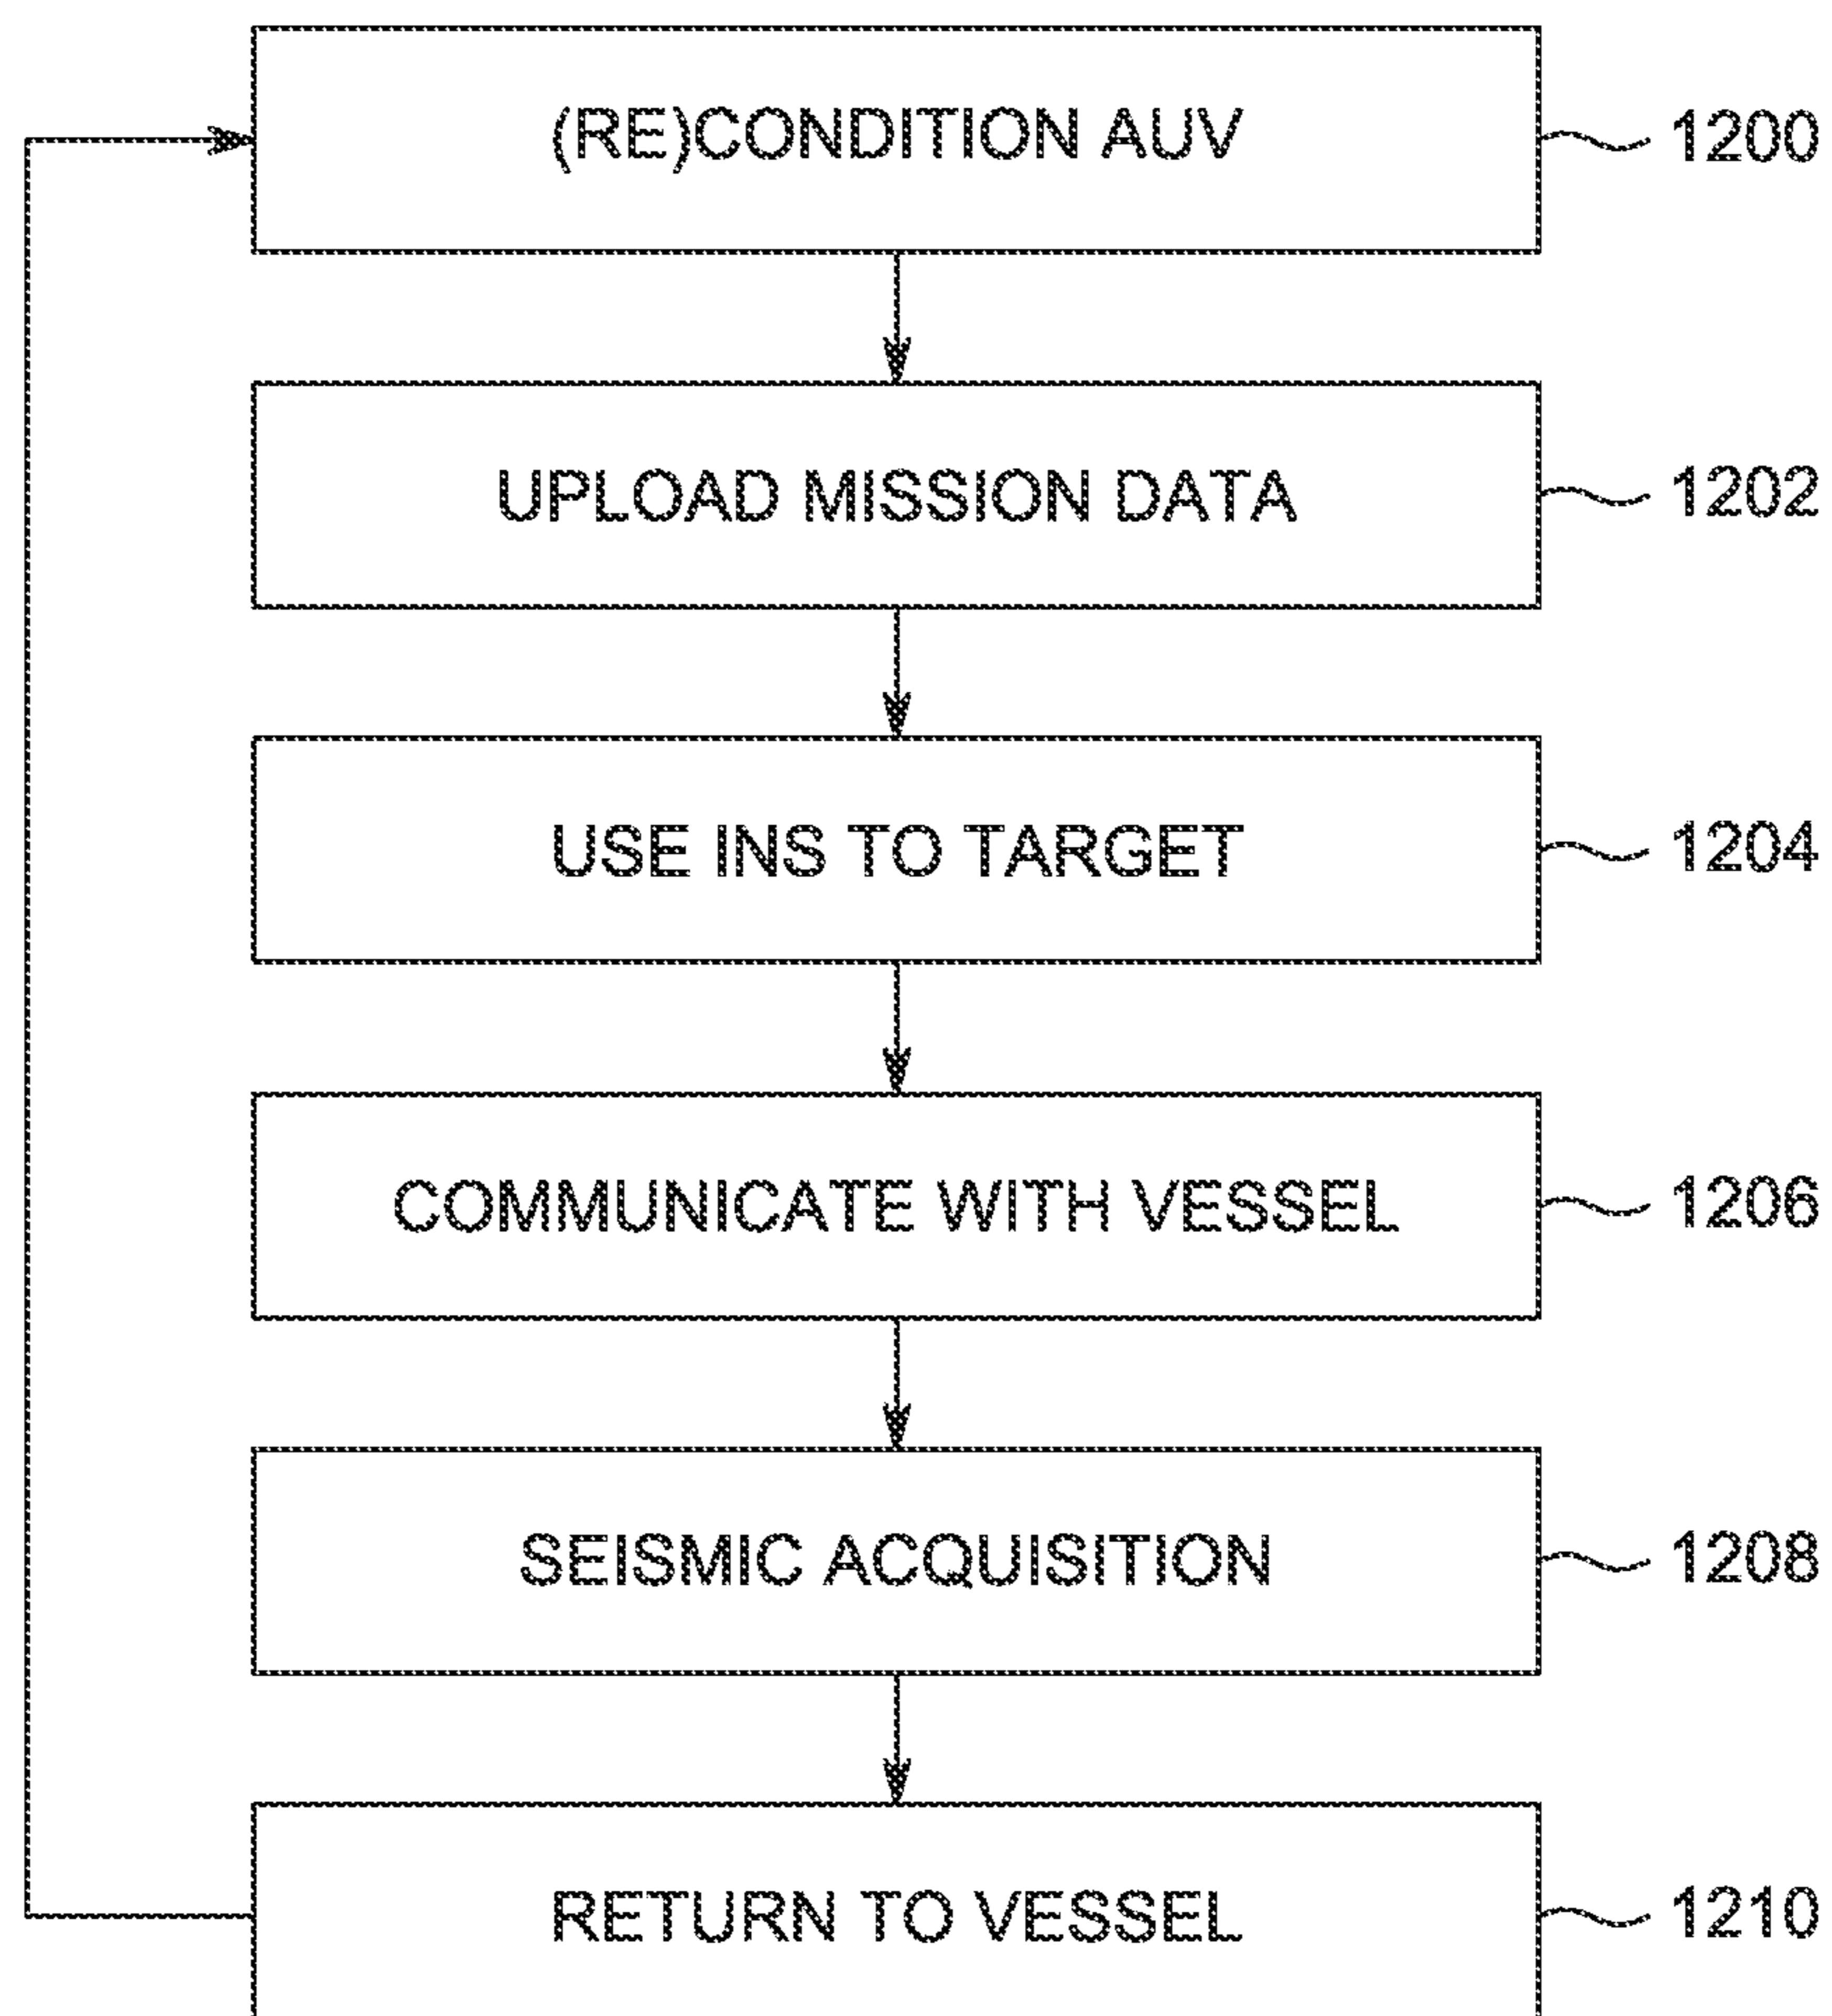 (RE)CONDITION AUV 1200
UPLOAD MISSION DATA 1202
USE INS TO TARGET 1204
COMMUNICATE WITH VESSEL 1206
SEISMIC ACQUISITION 1208
RETURN TO VESSEL 1210